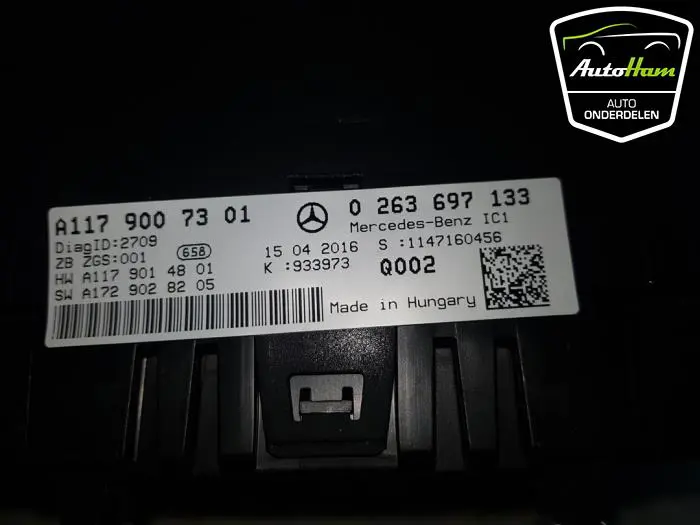 AutoHam
AUTO
ONDERDELEN
A117 900 73 01
0 263 697 133
DiagID:2709
Mercedes-Benz IC1
ZB ZGS:001
658
15 04 2016
S :1147160456
HW A117 901 48 01
K :933973
Q002
SW A172 902 82 05
Made in Hungary